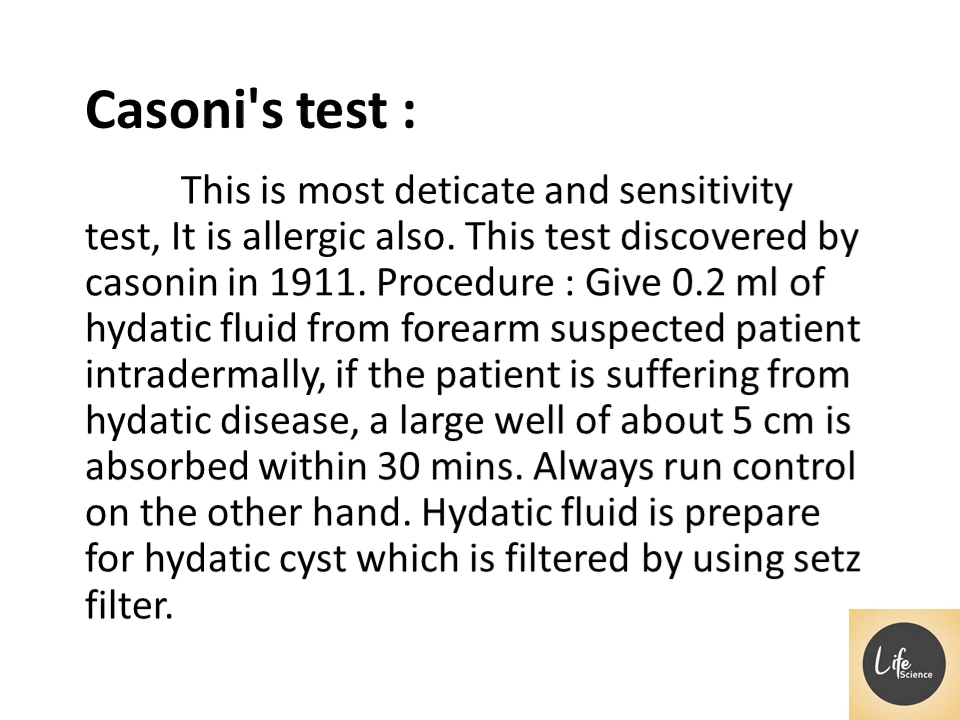 Casoni's test :
This is most deticate and sensitivity
test, It is allergic also. This test discovered by
casonin in 1911. Procedure : Give 0.2 ml of
hydatic fluid from forearm suspected patient
intradermally, if the patient is suffering from
hydatic disease, a large well of about 5 cm is
absorbed within 30 mins. Always run control
on the other hand. Hydatic fluid is prepare
for hydatic cyst which is filtered by using setz
filter.
Life
Science